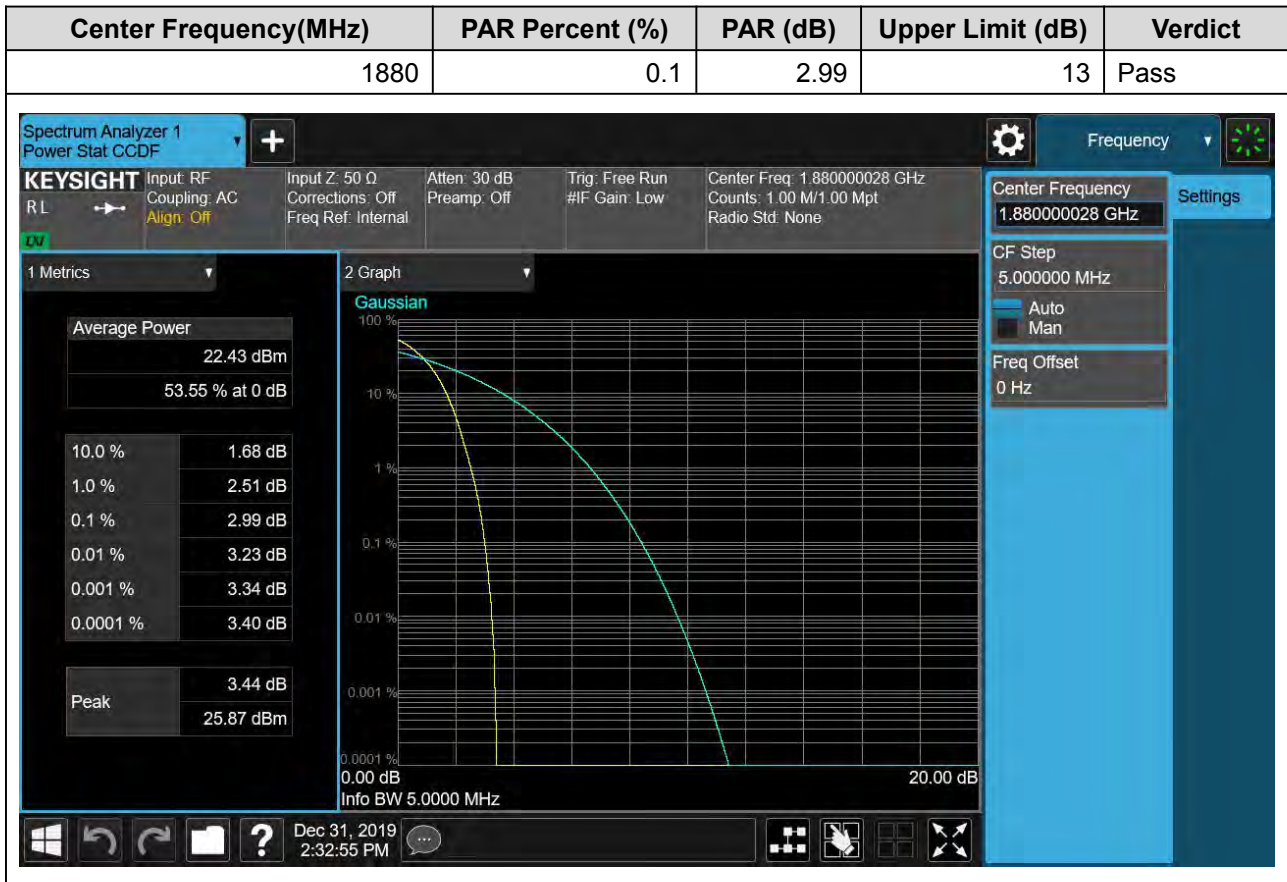 Center Frequency(MHz) PAR Percent (%) PAR (dB) Upper Limit (dB) Verdict
1880 0.1 2.99 13 Pass
Spectrum Analyzer 1
Power Stat CCDF
Frequency
KEYSIGHT
R L
LXI
Input: RF
Coupling: AC
Align: Off
Input Z: 50 Ω
Corrections: Off
Freq Ref: Internal
Atten: 30 dB
Preamp: Off
Trig: Free Run
#IF Gain: Low
Center Freq: 1.880000028 GHz
Counts: 1.00 M/1.00 Mpt
Radio Std: None
Center Frequency
1.880000028 GHz
Settings
CF Step
5.000000 MHz
Auto
Man
Freq Offset
0 Hz
1 Metrics
Average Power
22.43 dBm
53.55 % at 0 dB
10.0 % 1.68 dB
1.0 % 2.51 dB
0.1 % 2.99 dB
0.01 % 3.23 dB
0.001 % 3.34 dB
0.0001 % 3.40 dB
Peak
3.44 dB
25.87 dBm
2 Graph
Gaussian
100 %
10 %
1 %
0.1 %
0.01 %
0.001 %
0.0001 %
0.00 dB 20.00 dB
Info BW 5.0000 MHz
?
Dec 31, 2019
2:32:55 PM